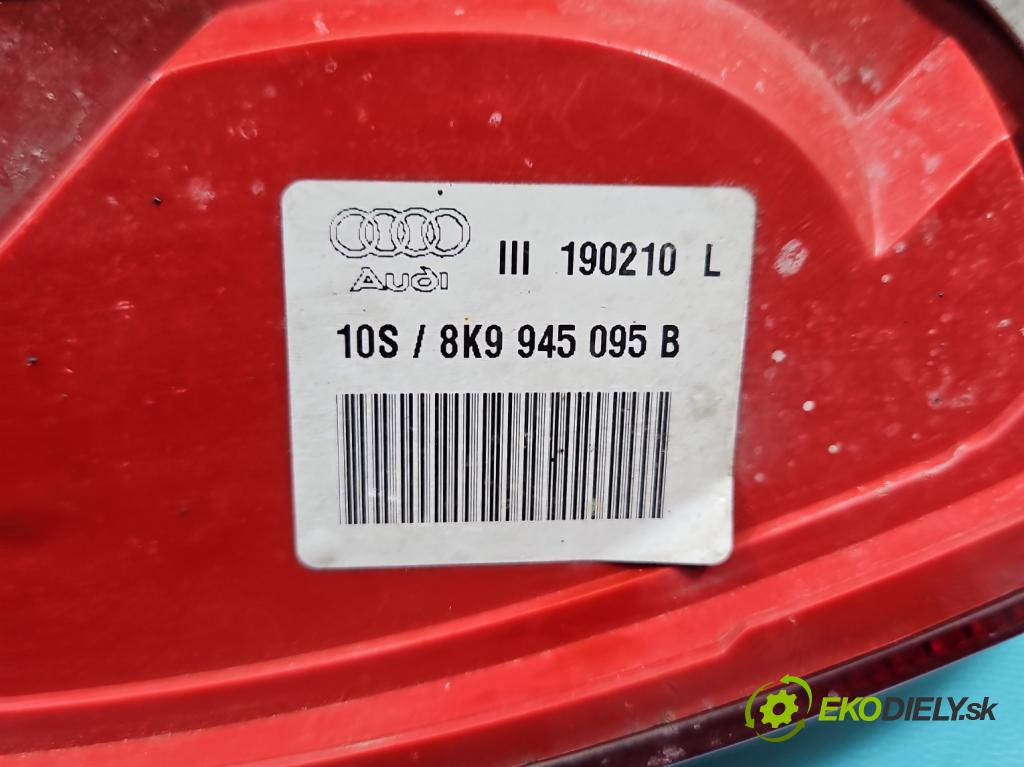 III 190210 L
Audi
10S / 8K9 945 095 B
EKODIELY.sk